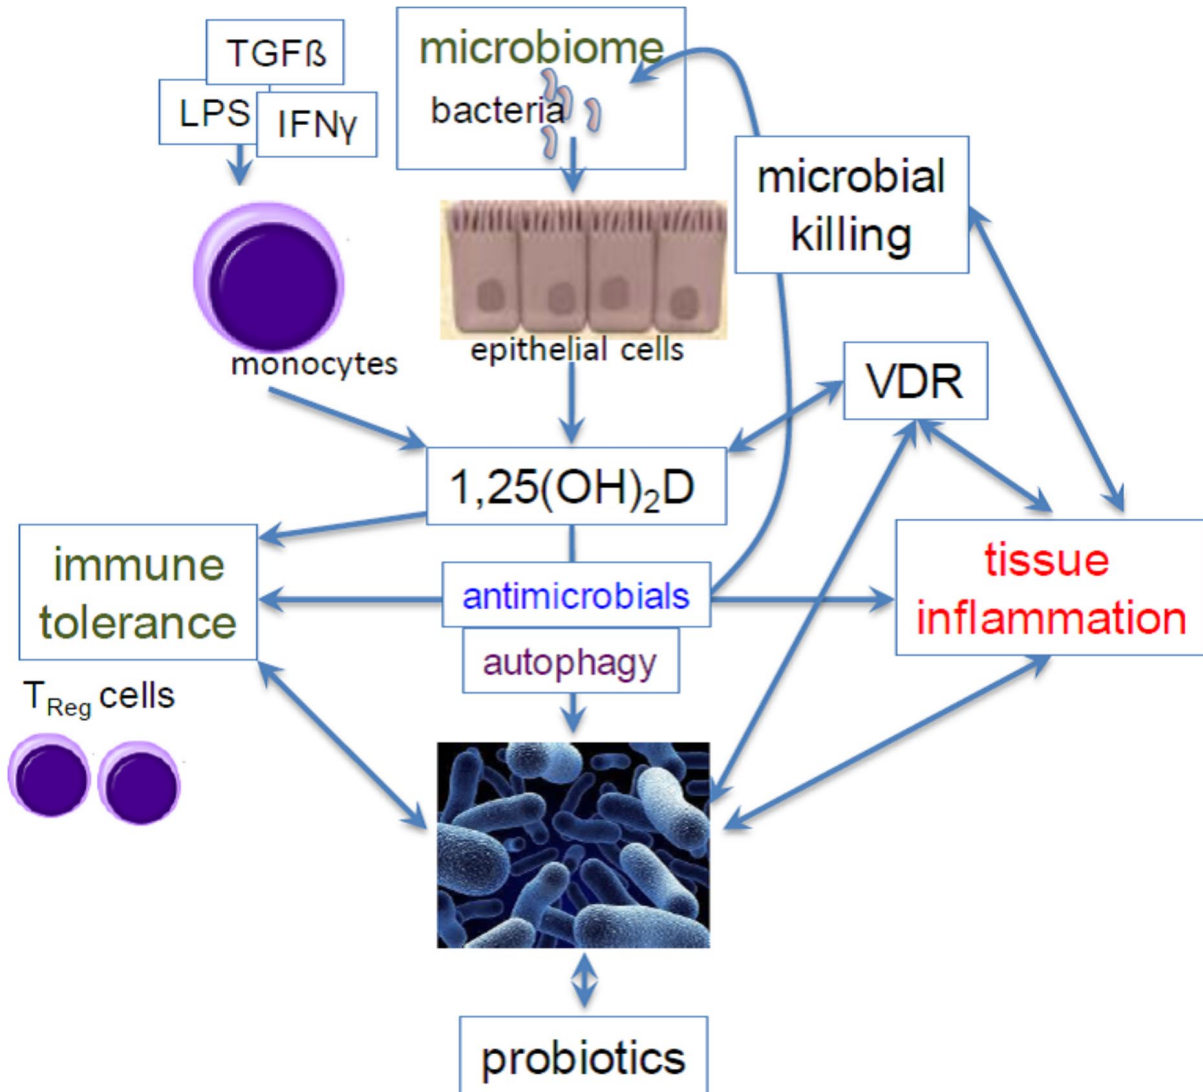 TGFß
LPS
IFNγ
microbiome
bacteria
microbial
killing
monocytes
epithelial cells
VDR
1,25(OH)₂D
immune
tolerance
antimicrobials
autophagy
tissue
inflammation
T_Reg cells
probiotics